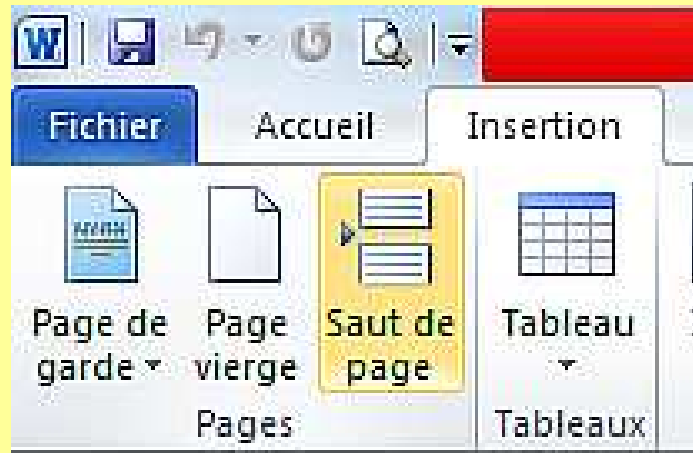 W
Fichier Accueil Insertion
Page de garde Page vierge Saut de page Tableau
Pages Tableaux